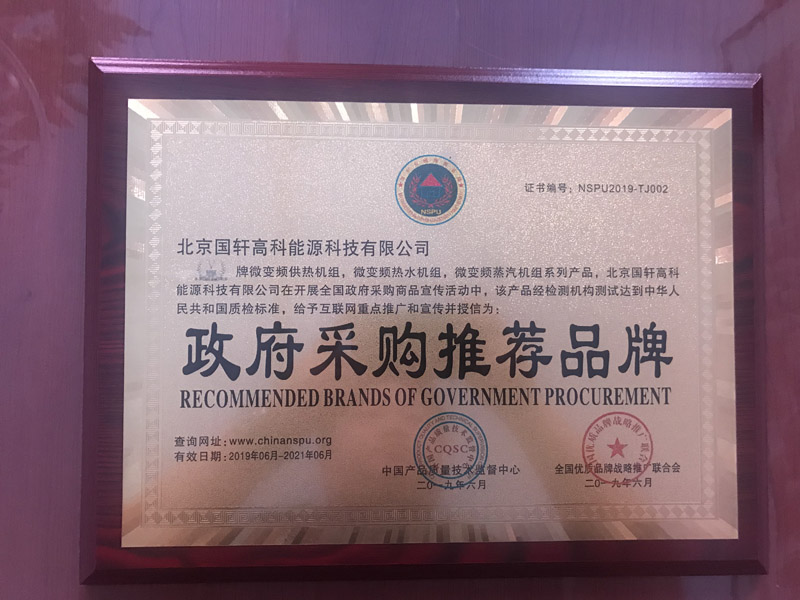 NSPU
证书编号：NSPU2019-TJ002
北京国轩高科能源科技有限公司
牌微变频供热机组，微变频热水机组，微变频蒸汽机组系列产品，北京国轩高科
能源科技有限公司在开展全国政府采购商品宣传活动中，该产品经检测机构测试达到中华人
民共和国质检标准，给予互联网重点推广和宣传并授信为：
政府采购推荐品牌
RECOMMENDED BRANDS OF GOVERNMENT PROCUREMENT
查询网址：www.chinanspu.org
有效日期：2019年06月-2021年06月
CQSC
中国产品质量技术监督中心
二〇一九年六月
全国优质品牌战略推广联合会
二〇一九年六月